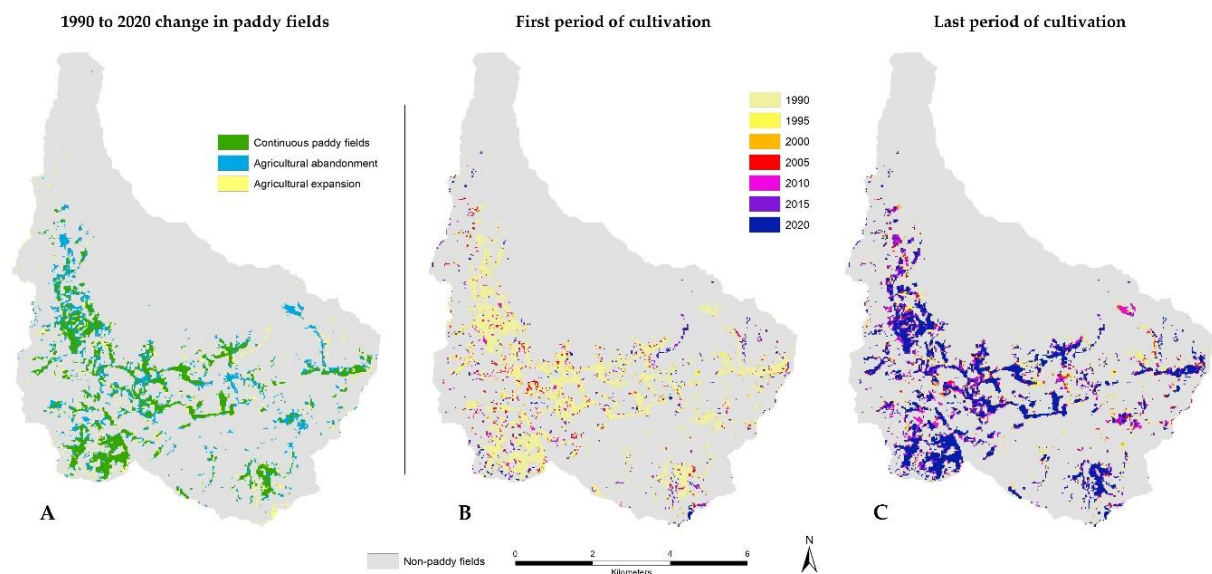 1990 to 2020 change in paddy fields
First period of cultivation
Last period of cultivation
Continuous paddy fields
Agricultural abandonment
Agricultural expansion
1990
1995
2000
2005
2010
2015
2020
A
B
C
Non-paddy fields
0 2 4 6
Kilometers
N